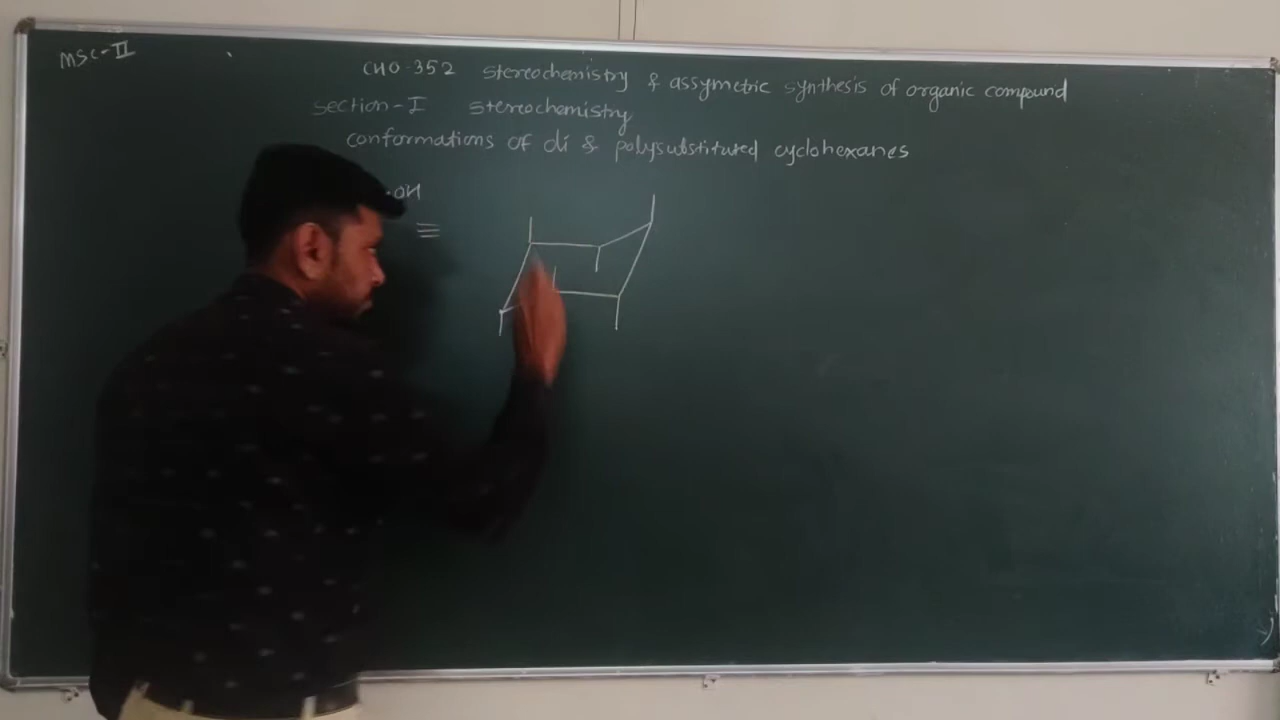 MSC-II
CHO-352 stereochemistry & assymetric synthesis of organic compound
section-I stereochemistry
conformations of di & polysubstituted cyclohexanes
OH
≡